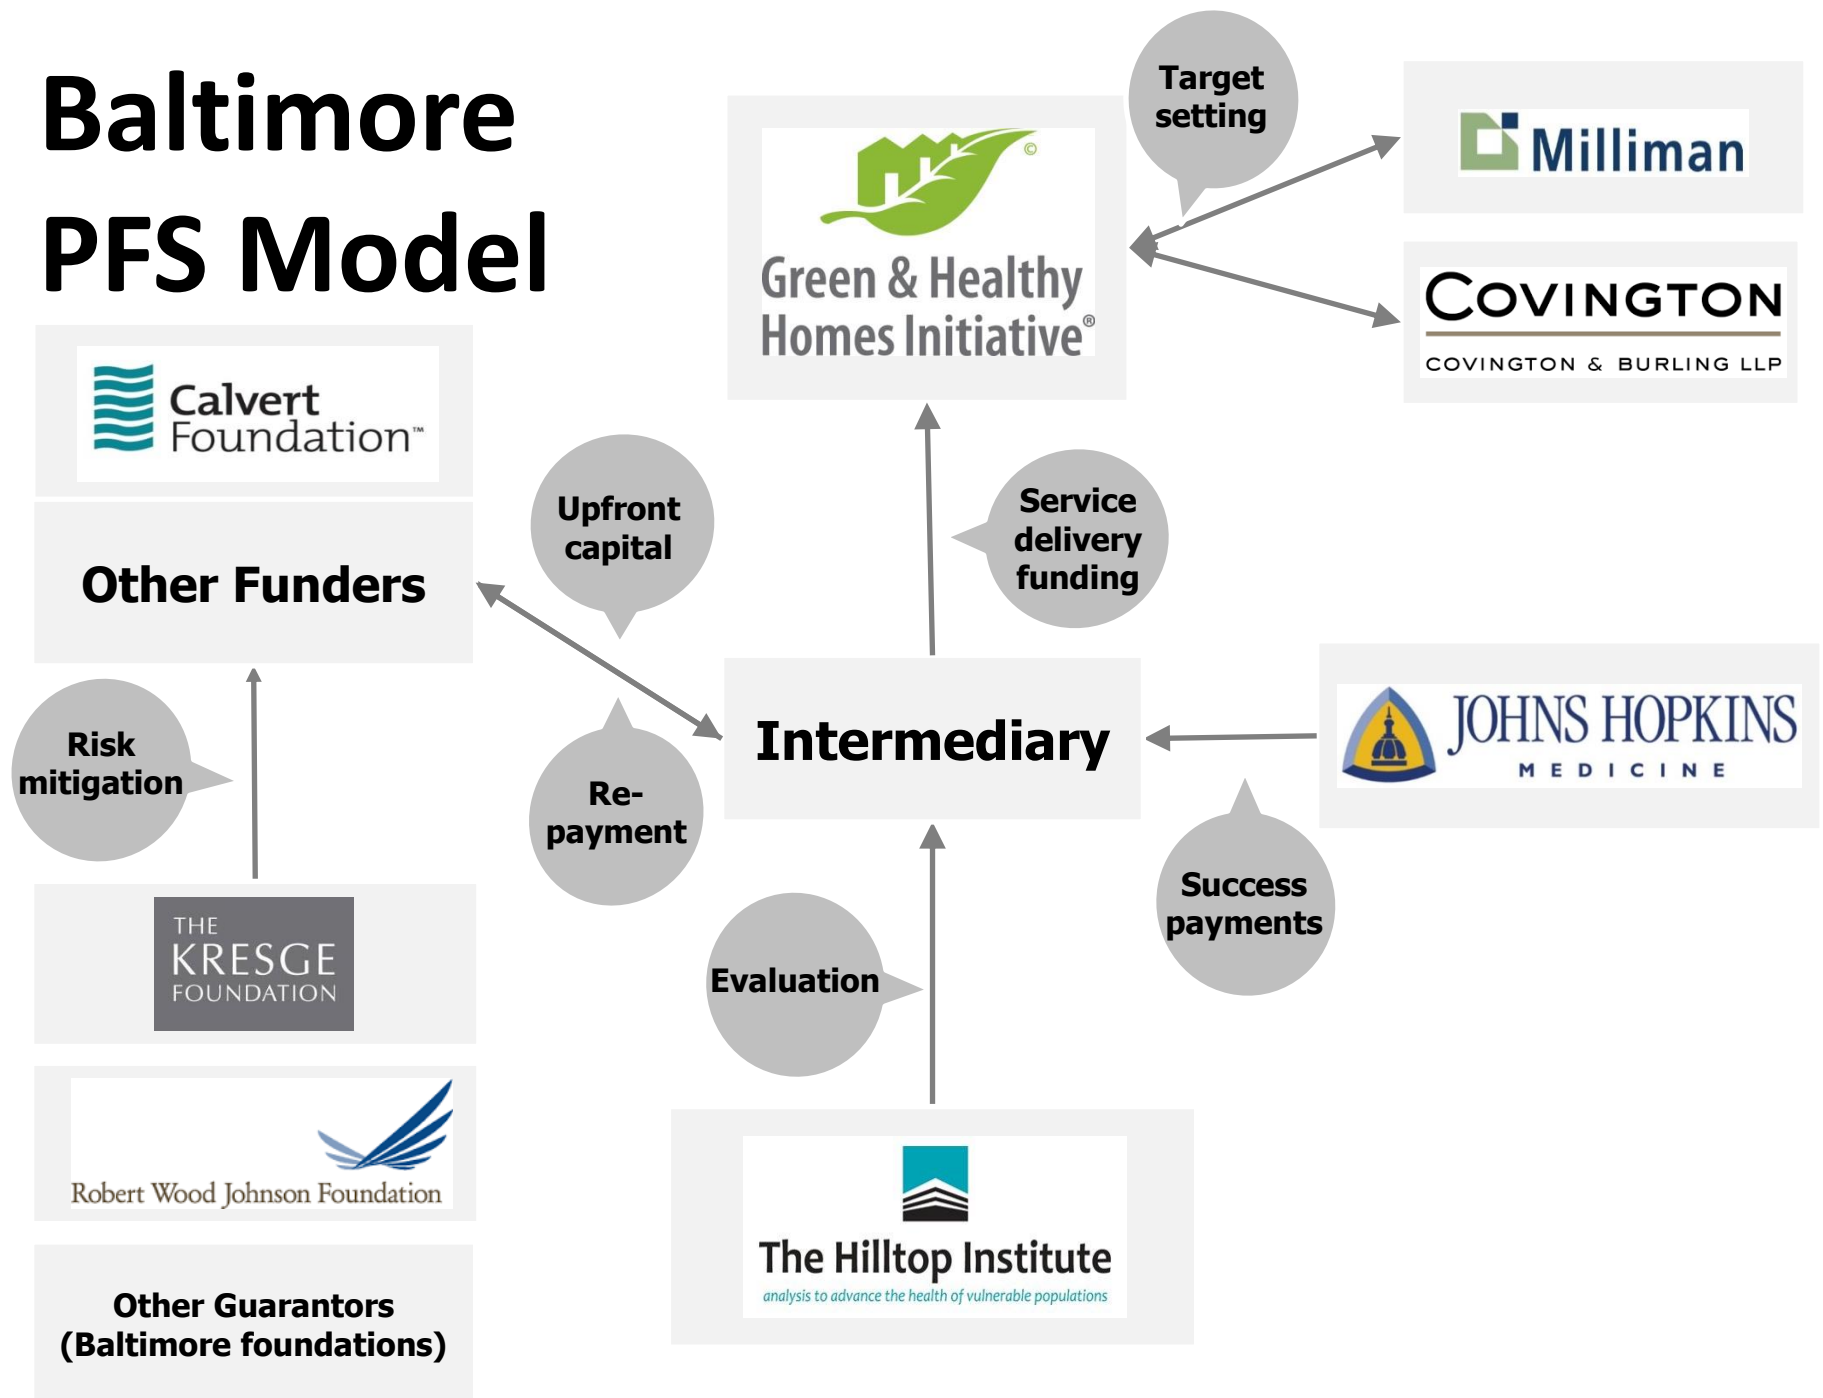 Baltimore
PFS Model
Target
setting
Green & Healthy
Homes Initiative®
©
Milliman
COVINGTON
COVINGTON & BURLING LLP
Calvert
Foundation™
Other Funders
Upfront
capital
Service
delivery
funding
Risk
mitigation
Re-
payment
Intermediary
JOHNS HOPKINS
MEDICINE
Success
payments
THE
KRESGE
FOUNDATION
Evaluation
Robert Wood Johnson Foundation
The Hilltop Institute
analysis to advance the health of vulnerable populations
Other Guarantors
(Baltimore foundations)